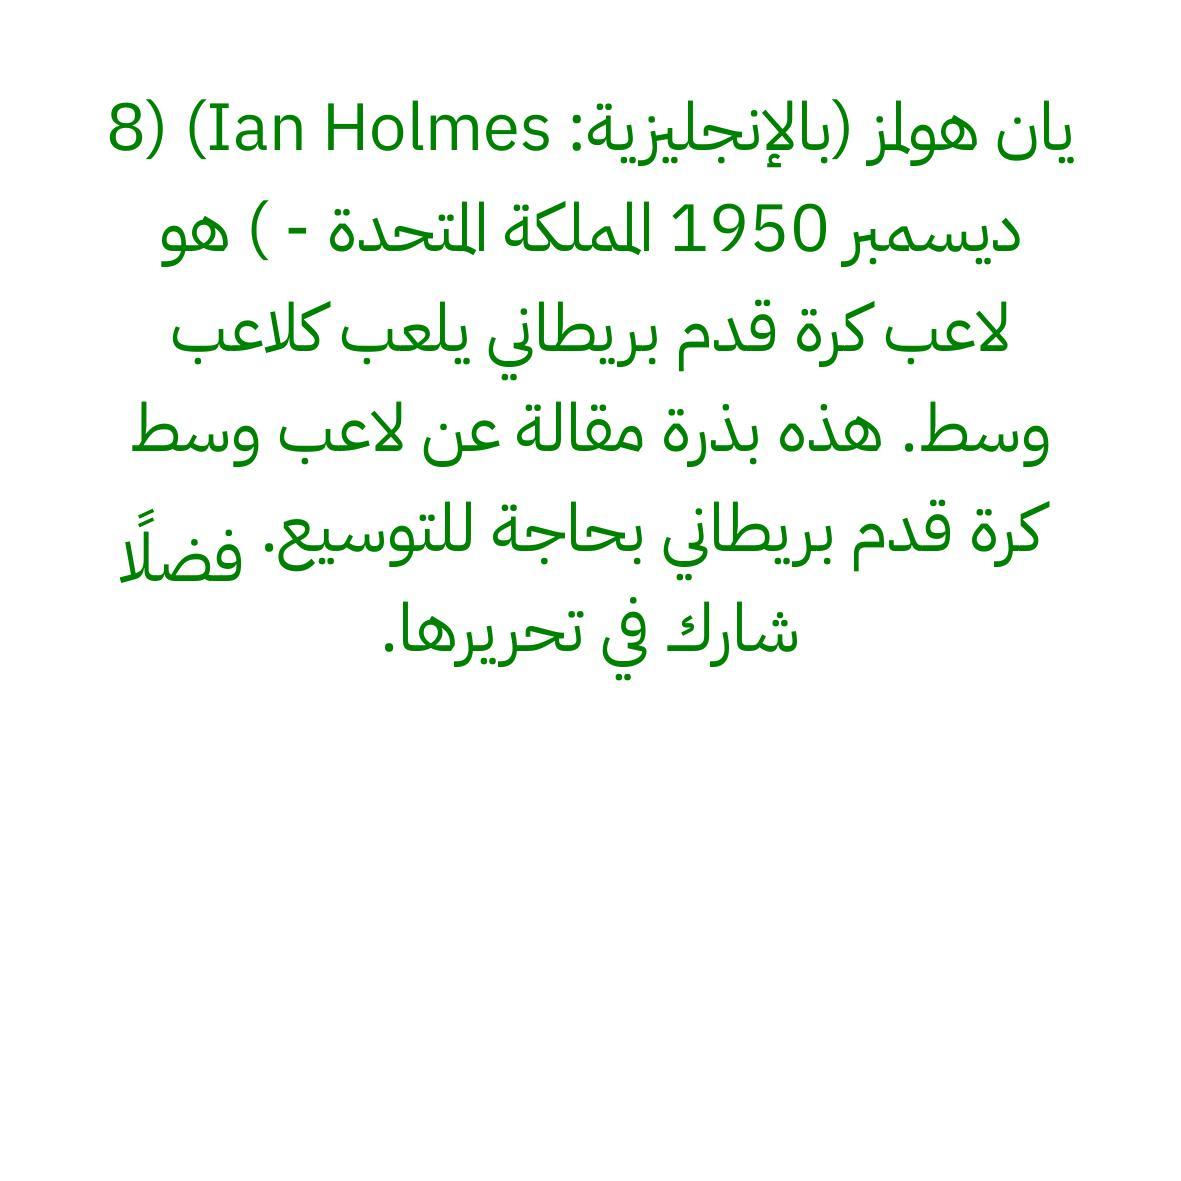 يان هولمز (بالإنجليزية: Ian Holmes) (8
ديسمبر 1950 المملكة المتحدة - ) هو
لاعب كرة قدم بريطاني يلعب كلاعب
وسط. هذه بذرة مقالة عن لاعب وسط
كرة قدم بريطاني بحاجة للتوسيع. فضلًا
شارك في تحريرها.